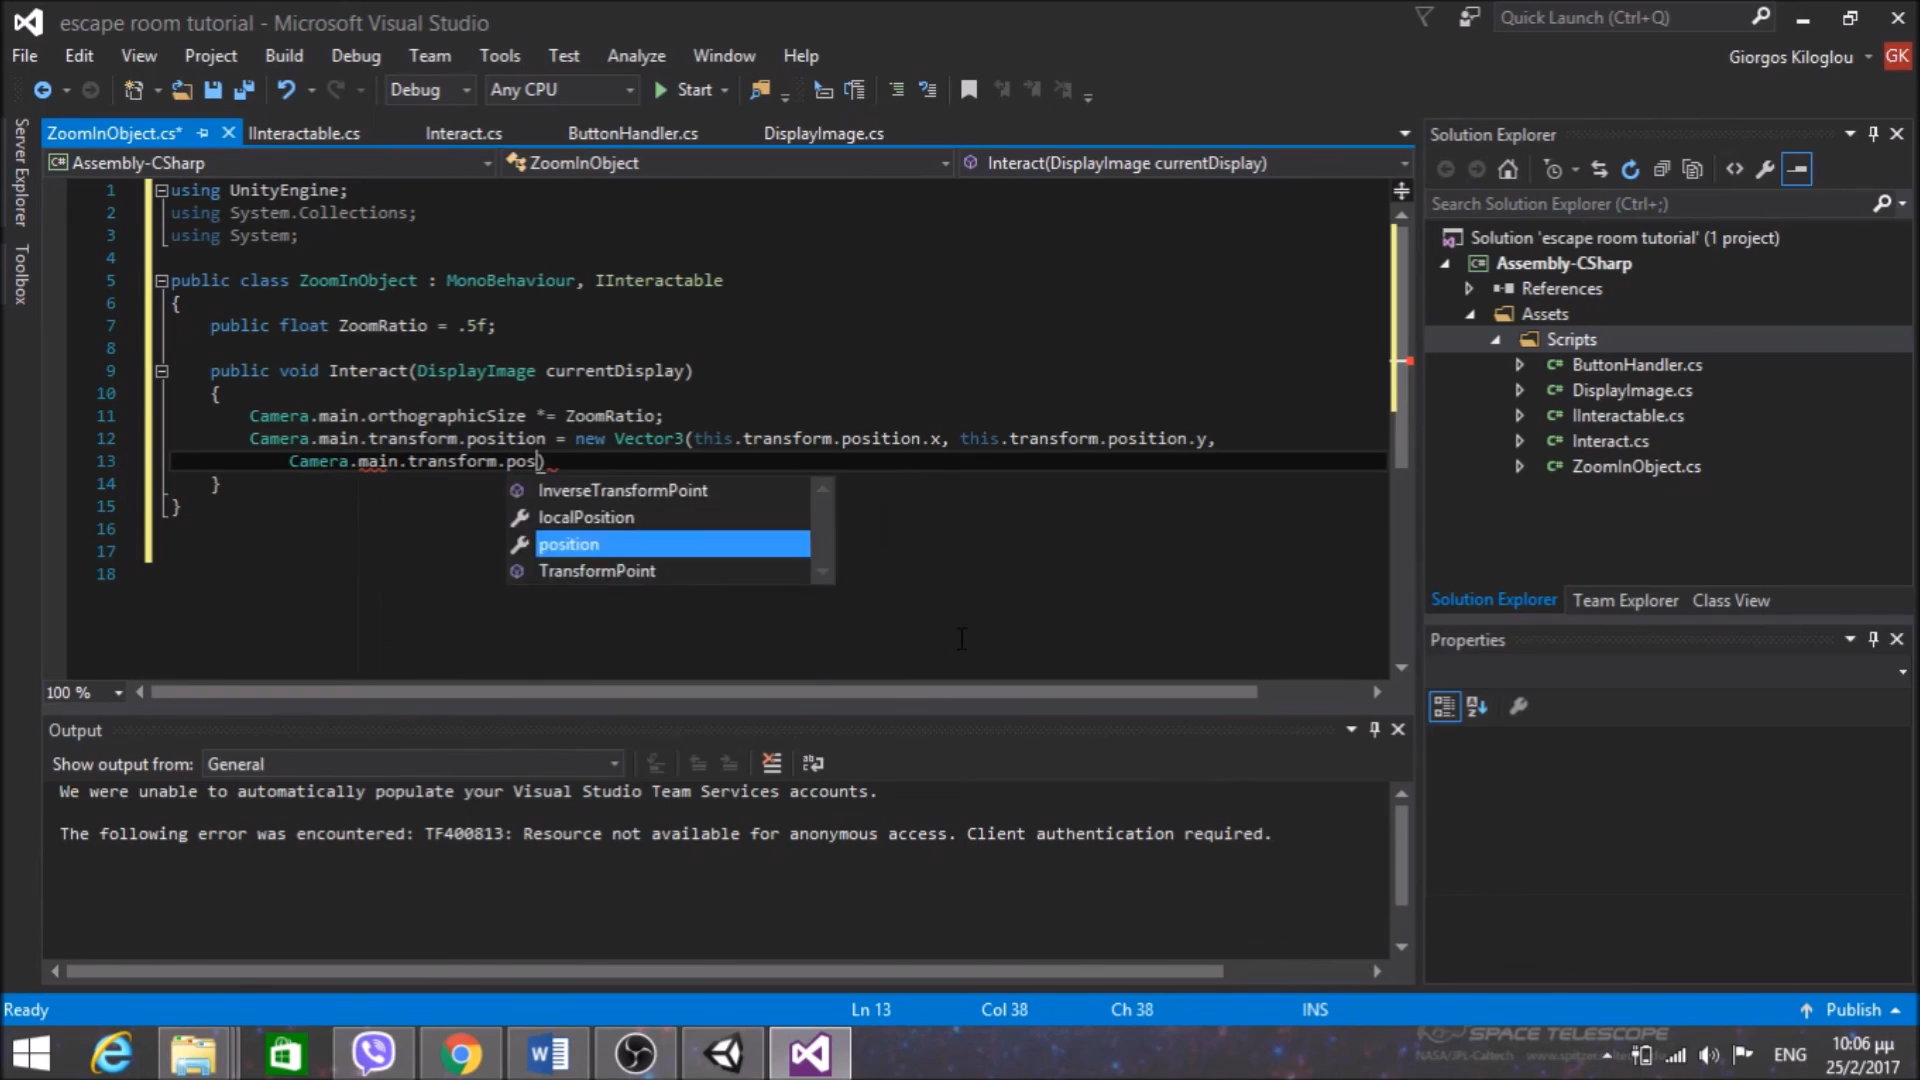 escape room tutorial - Microsoft Visual Studio
Quick Launch (Ctrl+Q)
File Edit View Project Build Debug Team Tools Test Analyze Window Help
Giorgos Kiloglou GK
Debug Any CPU Start
Server Explorer
Toolbox
ZoomInObject.cs* IInteractable.cs Interact.cs ButtonHandler.cs DisplayImage.cs
Assembly-CSharp ZoomInObject Interact(DisplayImage currentDisplay)
1 using UnityEngine;
2 using System.Collections;
3 using System;
4
5 public class ZoomInObject : MonoBehaviour, IInteractable
6 {
7 public float ZoomRatio = .5f;
8
9 public void Interact(DisplayImage currentDisplay)
10 {
11 Camera.main.orthographicSize *= ZoomRatio;
12 Camera.main.transform.position = new Vector3(this.transform.position.x, this.transform.position.y,
13 Camera.main.transform.pos)
14 }
15 }
16
17
18
InverseTransformPoint
localPosition
position
TransformPoint
100 %
Output
Show output from: General
We were unable to automatically populate your Visual Studio Team Services accounts.
The following error was encountered: TF400813: Resource not available for anonymous access. Client authentication required.
Solution Explorer
Search Solution Explorer (Ctrl+;)
Solution 'escape room tutorial' (1 project)
Assembly-CSharp
References
Assets
Scripts
ButtonHandler.cs
DisplayImage.cs
IInteractable.cs
Interact.cs
ZoomInObject.cs
Solution Explorer Team Explorer Class View
Properties
Ready Ln 13 Col 38 Ch 38 INS Publish
SPACE TELESCOPE
NASA/JPL-Caltech
ENG
10:06 μμ
25/2/2017